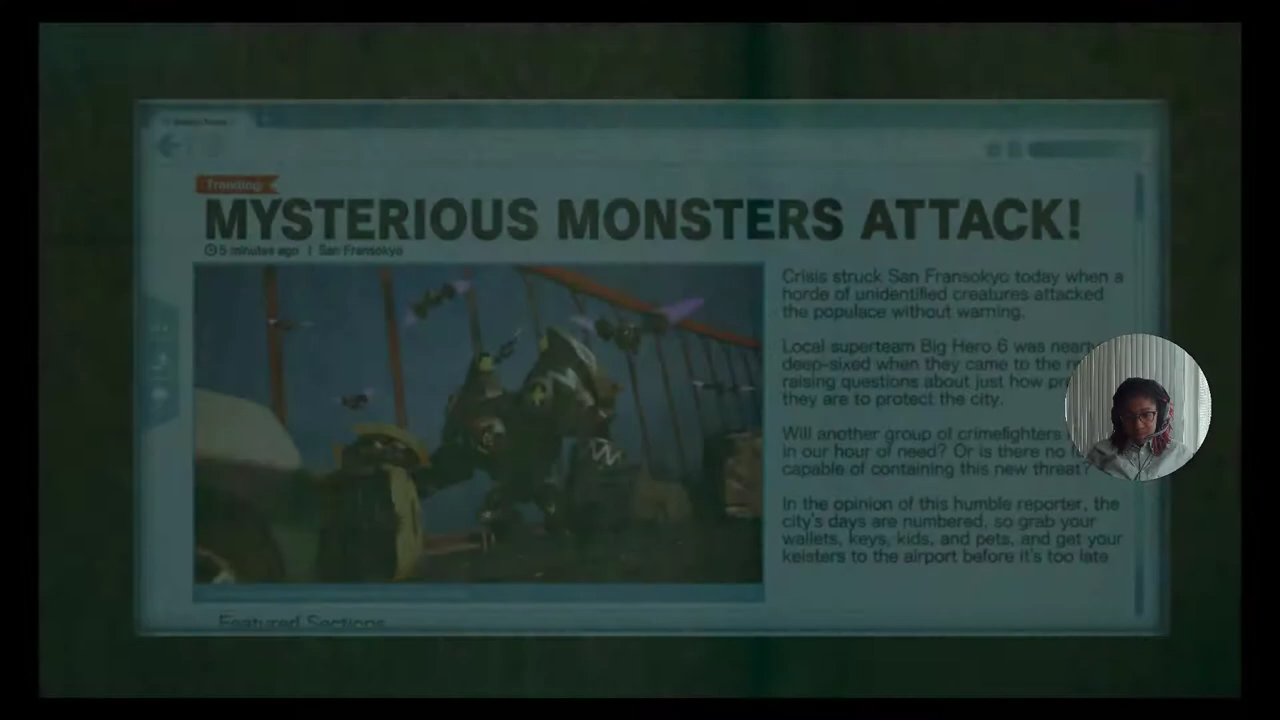 Trending
MYSTERIOUS MONSTERS ATTACK!
5 minutes ago | San Fransokyo
Crisis struck San Fransokyo today when a
horde of unidentified creatures attacked
the populace without warning.
Local superteam Big Hero 6 was nearly
deep-sixed when they came to the
raising questions about just how
they are to protect the city.
Will another group of crimefighters
in our hour of need? Or is there no
capable of containing this new threat?
In the opinion of this humble reporter, the
city's days are numbered, so grab your
wallets, keys, kids, and pets, and get your
keisters to the airport before it's too late
Featured Sections